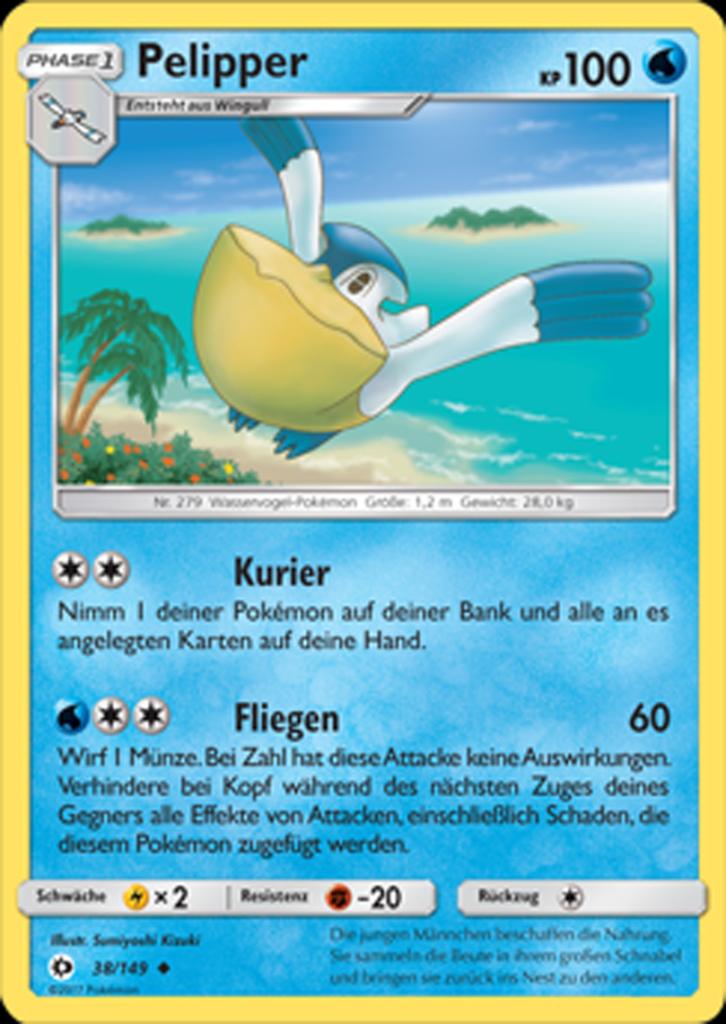 PHASE 1 Pelipper KP 100
Entsteht aus Wingull
Nr. 279 Wasservogel-Pokémon Größe: 1,2 m Gewicht: 28,0 kg
Kurier
Nimm 1 deiner Pokémon auf deiner Bank und alle an es
angelegten Karten auf deine Hand.
Fliegen 60
Wirf 1 Münze. Bei Zahl hat diese Attacke keine Auswirkungen.
Verhindere bei Kopf während des nächsten Zuges deines
Gegners alle Effekte von Attacken, einschließlich Schaden, die
diesem Pokémon zugefügt werden.
Schwäche ×2 Resistenz -20 Rückzug
Illustr. Sumiyoshi Kizuki
38/149
©2017 Pokémon
Die jungen Männchen beschaffen die Nahrung.
Sie sammeln die Beute in ihrem großen Schnabel
und bringen sie zurück ins Nest zu den anderen.